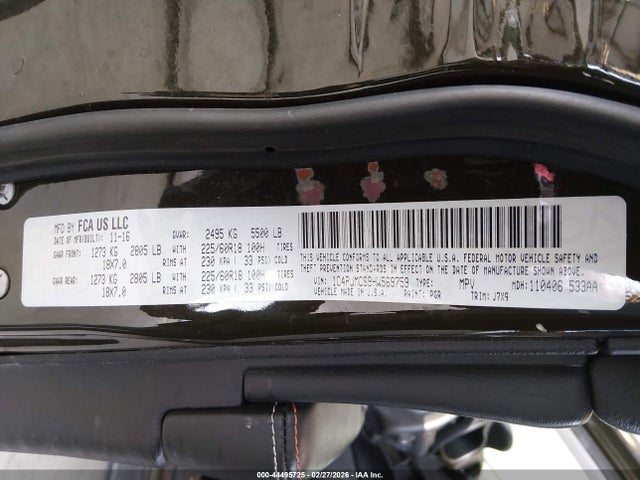 MFD BY FCA US LLC
DATE OF MFR(BUILT): 11-16 GVWR: 2495 KG 5500 LB
GAWR FRONT: 1273 KG 2805 LB WITH 225/60R18 100H TIRES
18X7.0 RIMS AT 230 KPA ( 33 PSI)COLD
GAWR REAR: 1273 KG 2805 LB WITH 225/60R18 100H TIRES
18X7.0 RIMS AT 230 KPA ( 33 PSI)COLD
THIS VEHICLE CONFORMS TO ALL APPLICABLE U.S.A. FEDERAL MOTOR VEHICLE SAFETY AND
THEFT PREVENTION STANDARDS IN EFFECT ON THE DATE OF MANUFACTURE SHOWN ABOVE.
VIN: TYPE: MPV MDH: 110406 533AA
VEHICLE MADE IN U.S.A. PAINT: PGR TRIM: J7X9
000-44495725 - 02/27/2026 - IAA Inc.